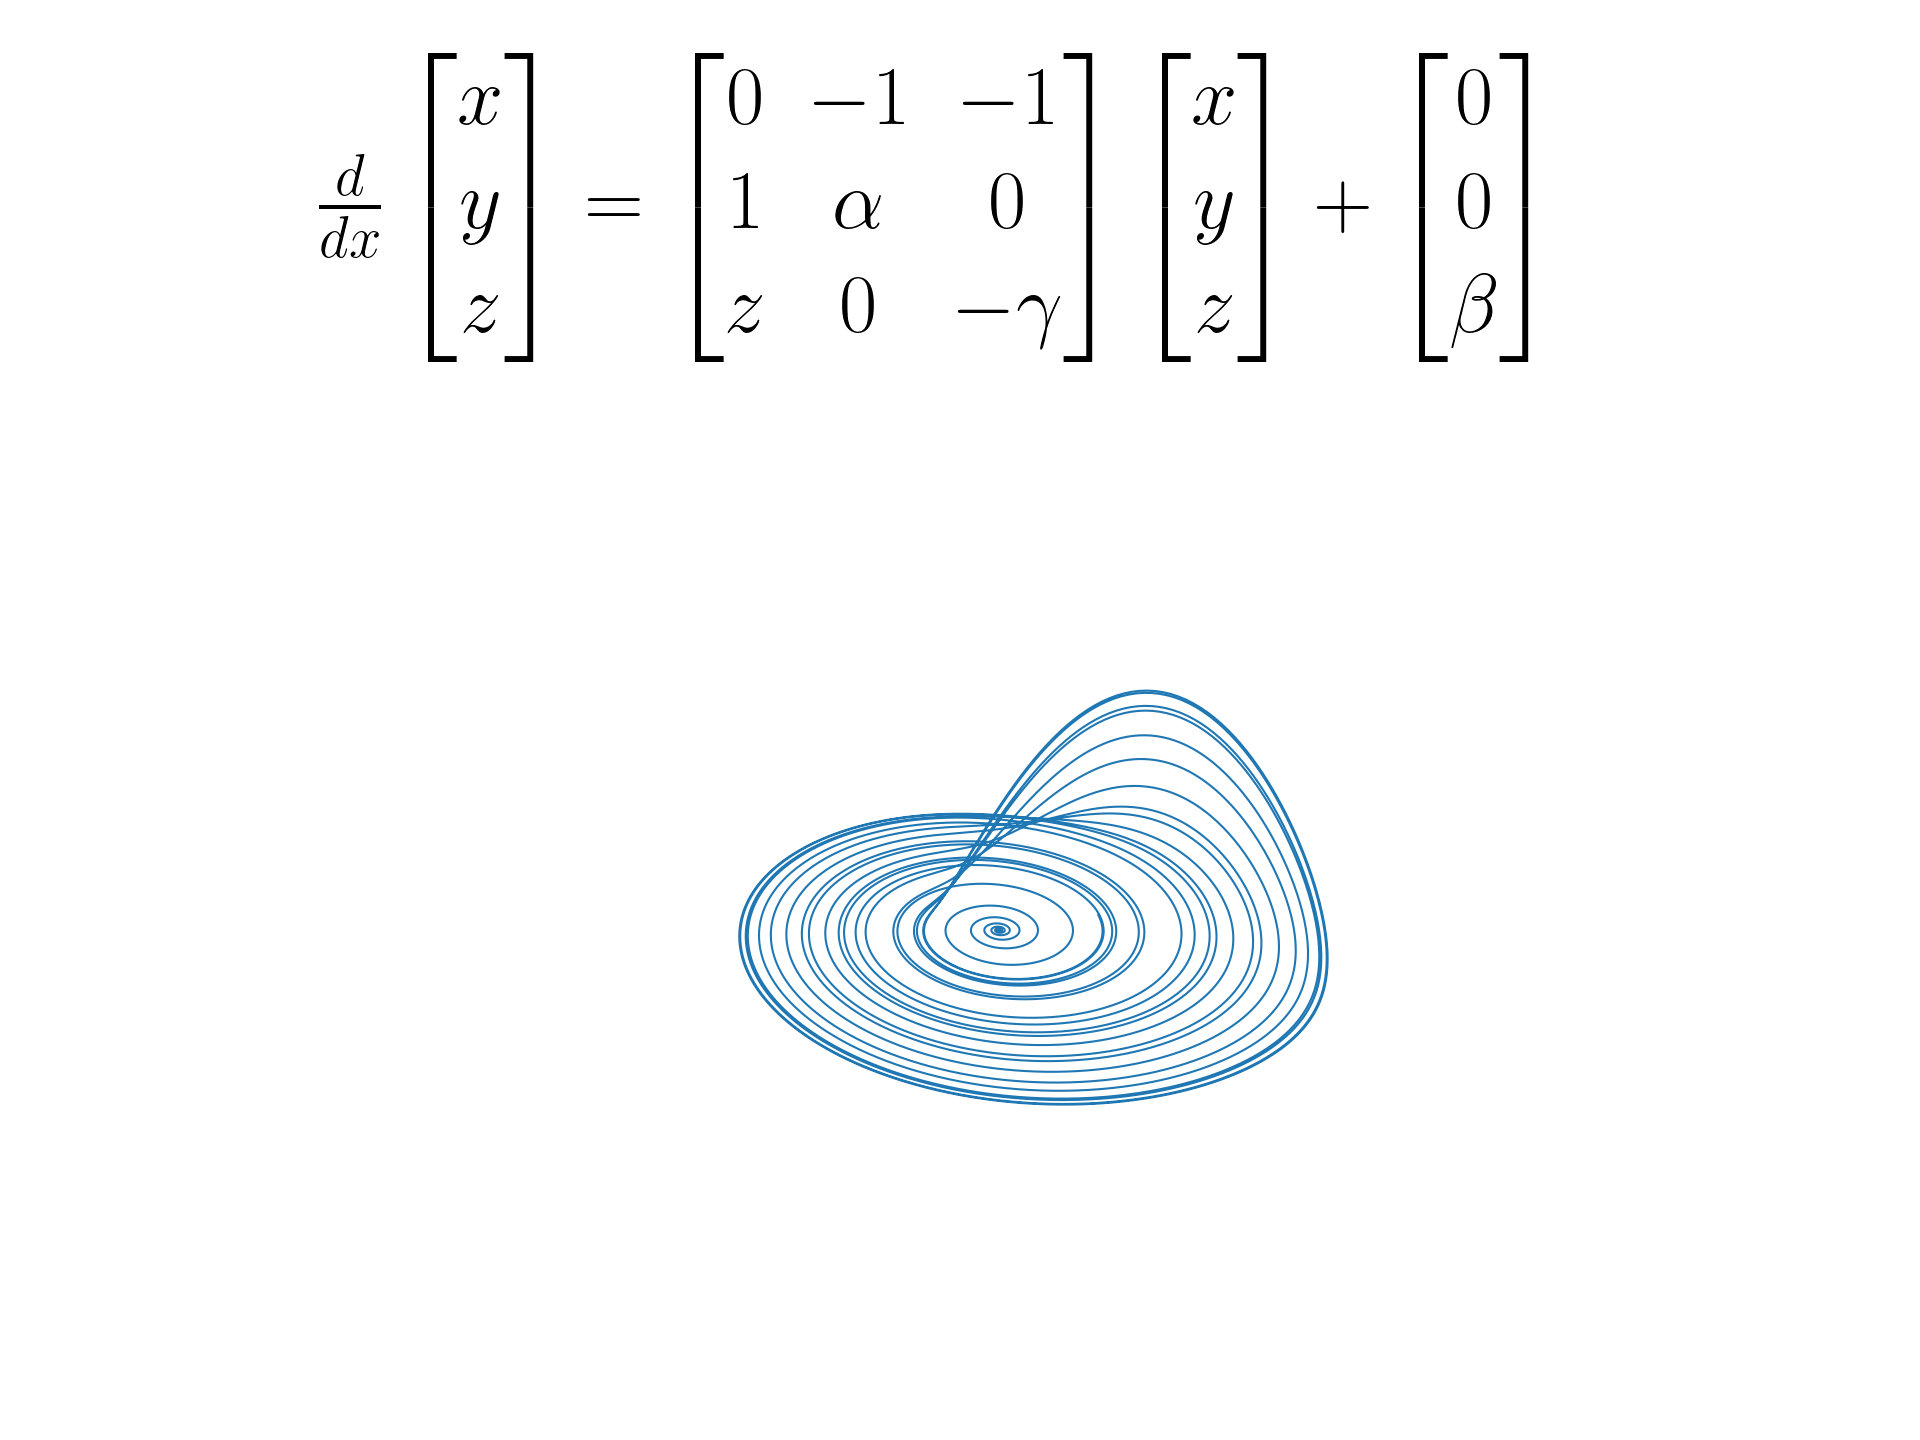 \frac{d}{dx} \begin{bmatrix} x \\ y \\ z \end{bmatrix} = \begin{bmatrix} 0 & -1 & -1 \\ 1 & \alpha & 0 \\ z & 0 & -\gamma \end{bmatrix} \begin{bmatrix} x \\ y \\ z \end{bmatrix} + \begin{bmatrix} 0 \\ 0 \\ \beta \end{bmatrix}